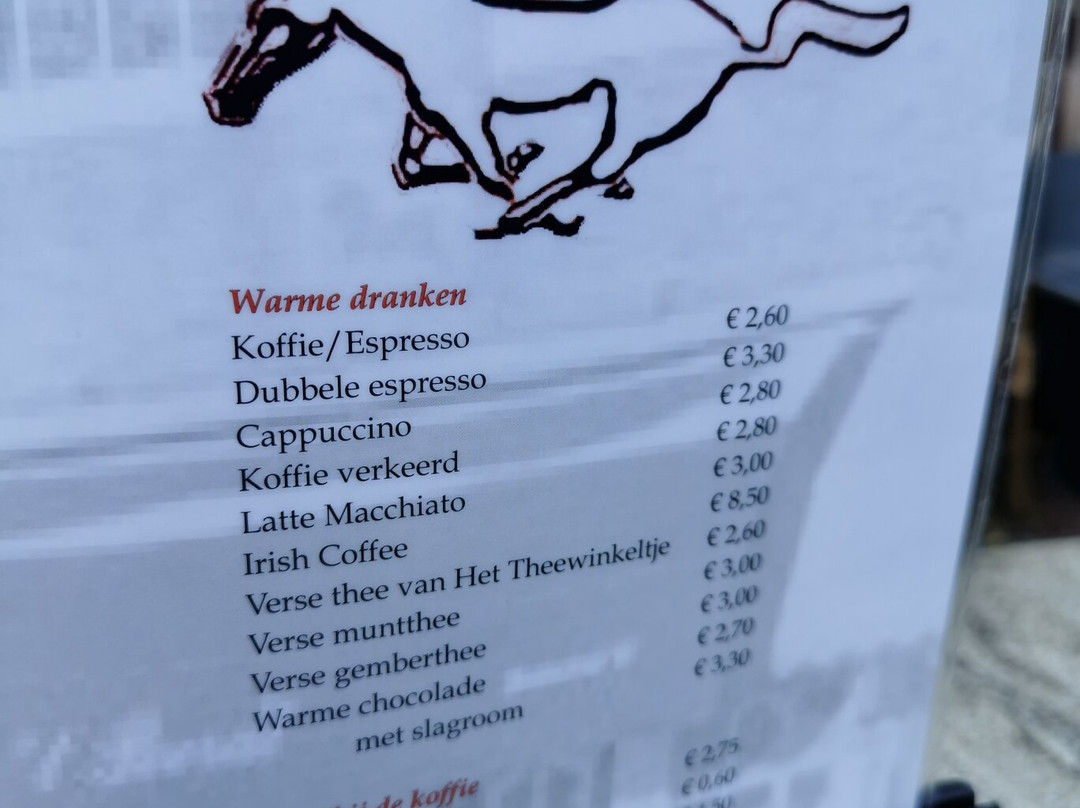 Warme dranken
Koffie/Espresso € 2,60
Dubbele espresso € 3,30
Cappuccino € 2,80
Koffie verkeerd € 2,80
Latte Macchiato € 3,00
Irish Coffee € 8,50
Verse thee van Het Theewinkeltje € 2,60
Verse muntthee € 3,00
Verse gemberthee € 3,00
Warme chocolade € 2,70
met slagroom € 3,30
de koffie
€ 2,75
€ 0,60